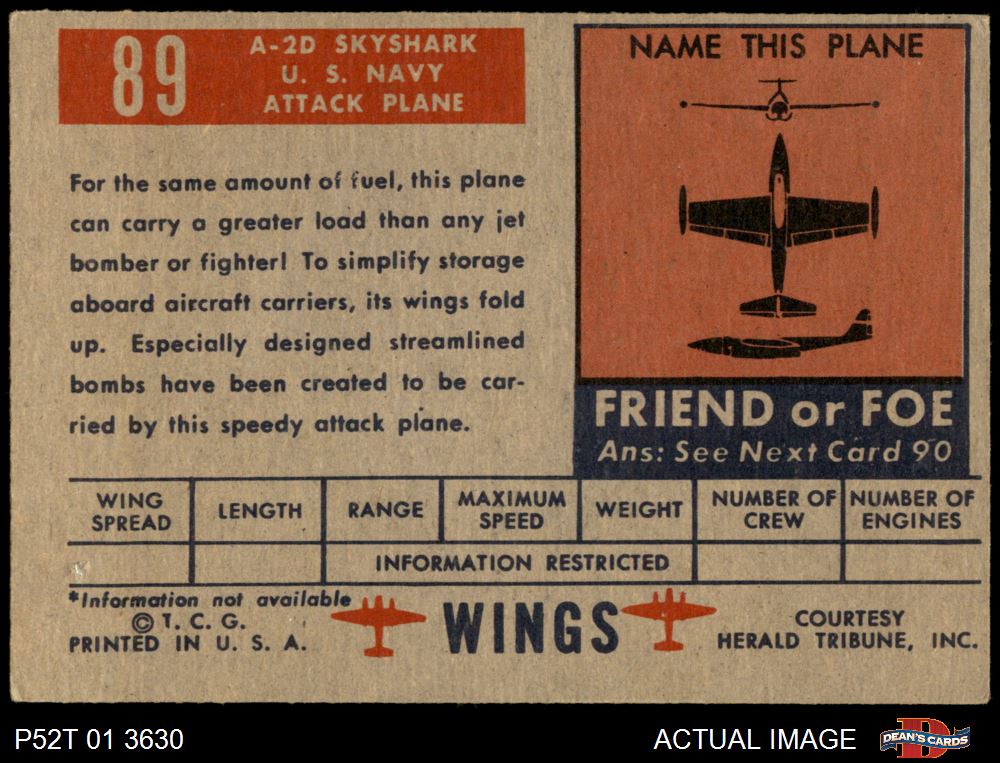 89
A-2D SKYSHARK
U. S. NAVY
ATTACK PLANE
For the same amount of fuel, this plane
can carry a greater load than any jet
bomber or fighter! To simplify storage
aboard aircraft carriers, its wings fold
up. Especially designed streamlined
bombs have been created to be car-
ried by this speedy attack plane.
NAME THIS PLANE
FRIEND or FOE
Ans: See Next Card 90
WING SPREAD
LENGTH
RANGE
MAXIMUM SPEED
WEIGHT
NUMBER OF CREW
NUMBER OF ENGINES
INFORMATION RESTRICTED
*Information not available
© T. C. G.
PRINTED IN U. S. A.
WINGS
COURTESY
HERALD TRIBUNE, INC.
P52T 01 3630
ACTUAL IMAGE
D
DEAN'S CARDS